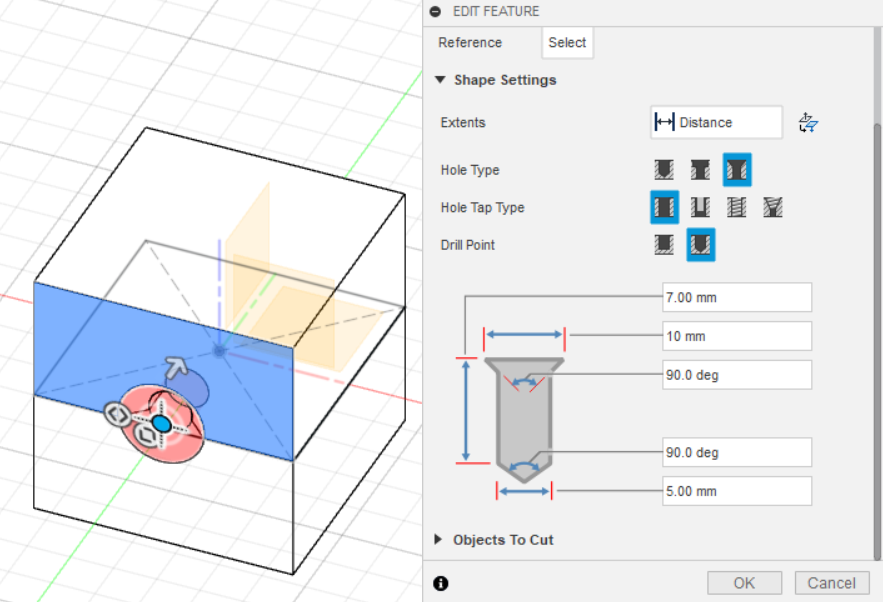 EDIT FEATURE
Reference
Select
Shape Settings
Extents
Distance
Hole Type
Hole Tap Type
Drill Point
7.00 mm
10 mm
90.0 deg
90.0 deg
5.00 mm
Objects To Cut
OK
Cancel